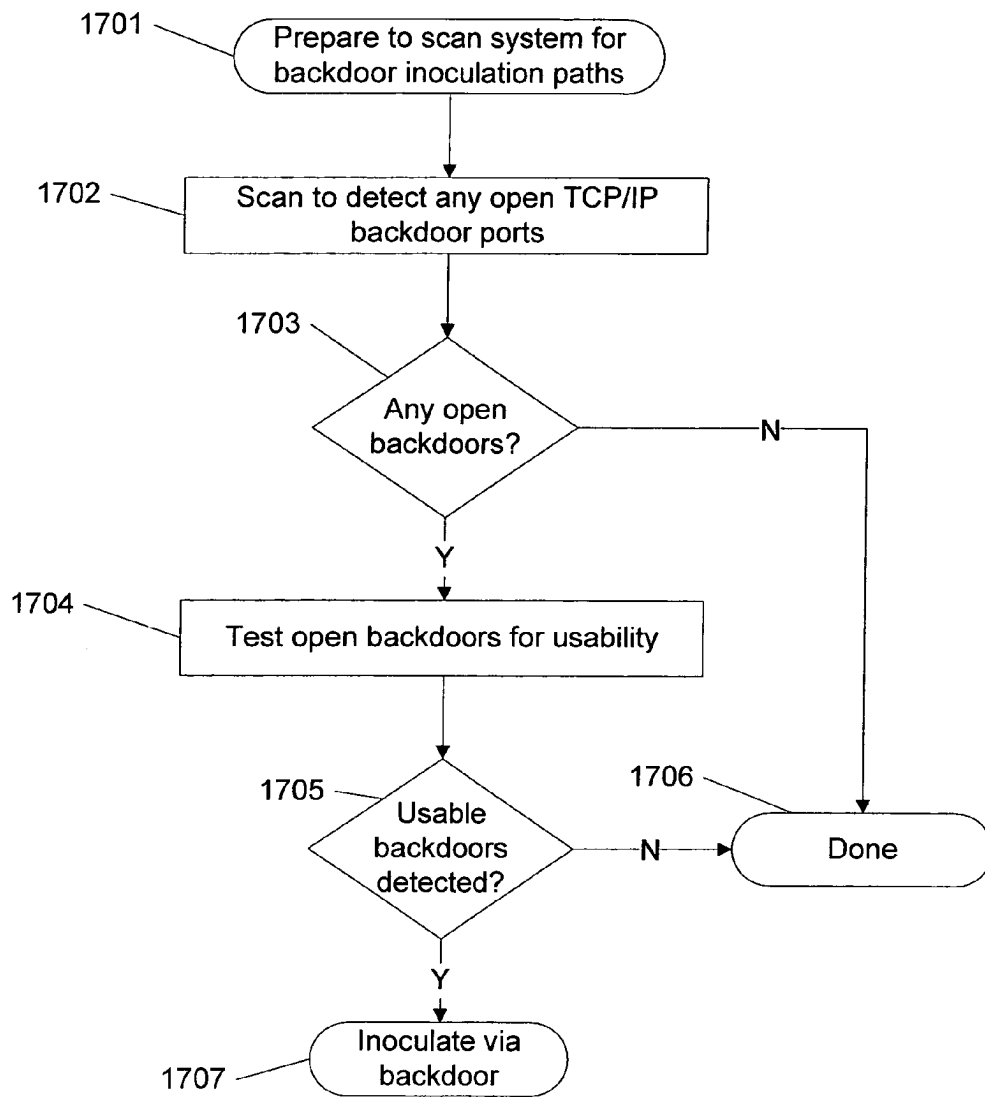 1701
Prepare to scan system for
backdoor inoculation paths
1702
Scan to detect any open TCP/IP
backdoor ports
1703
Any open
backdoors?
N
Y
1704
Test open backdoors for usability
1705
Usable
backdoors
detected?
N
1706
Done
Y
Inoculate via
backdoor
1707